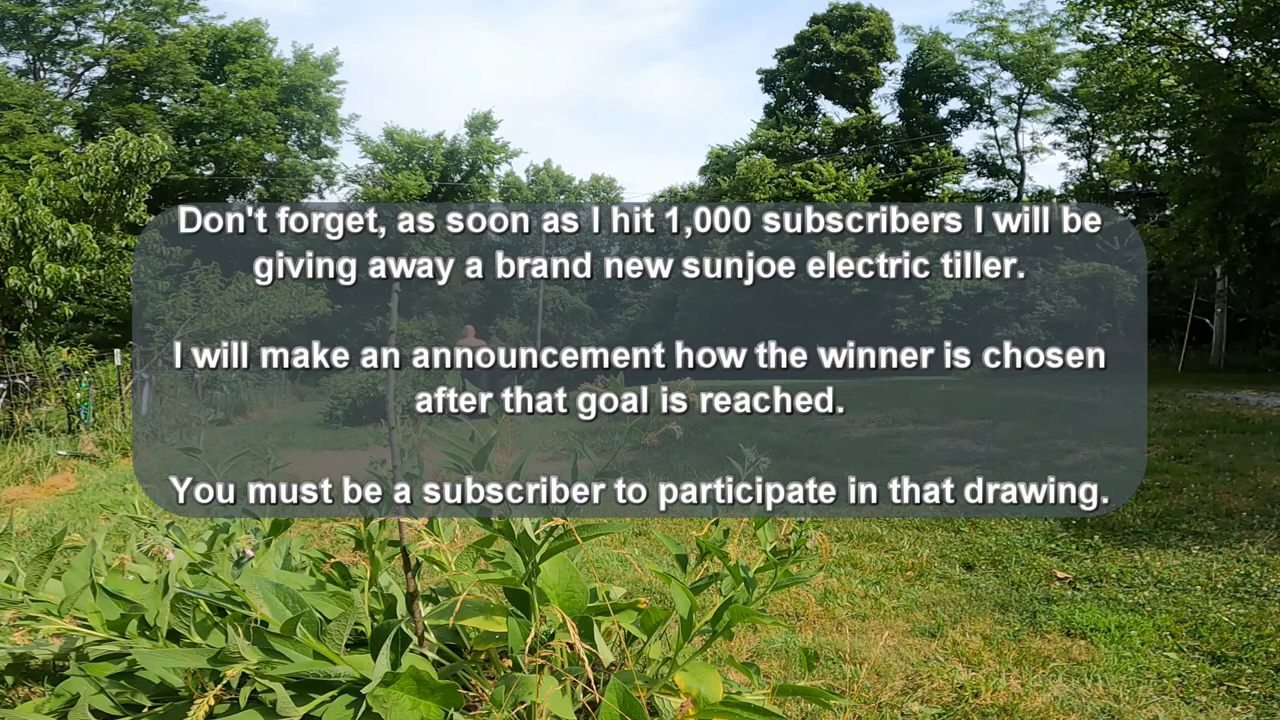 Don't forget, as soon as I hit 1,000 subscribers I will be
giving away a brand new sunjoe electric tiller.
I will make an announcement how the winner is chosen
after that goal is reached.
You must be a subscriber to participate in that drawing.